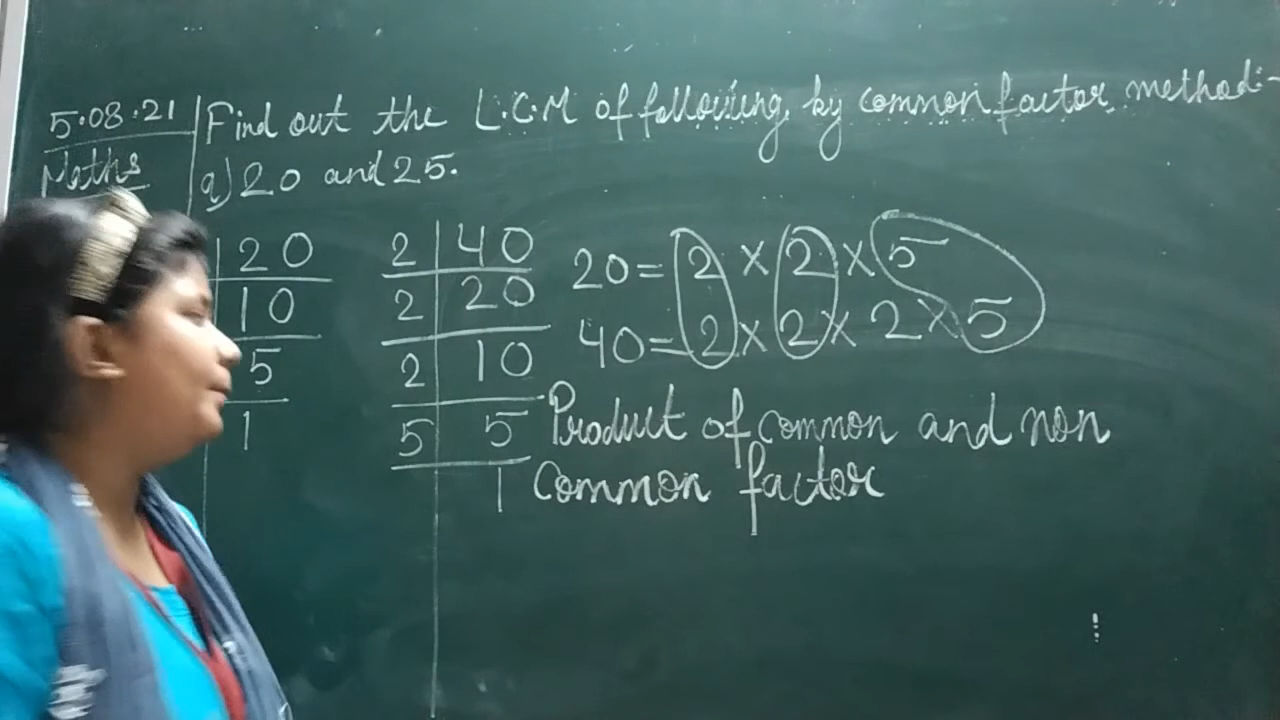 5.08.21
Maths
Find out the L.C.M of following by common factor method:-
a) 20 and 25.
20
10
5
1
2 | 40
2 | 20
2 | 10
5 | 5
1
20 = 2 × 2 × 5
40 = 2 × 2 × 2 × 5
Product of common and non
Common factor